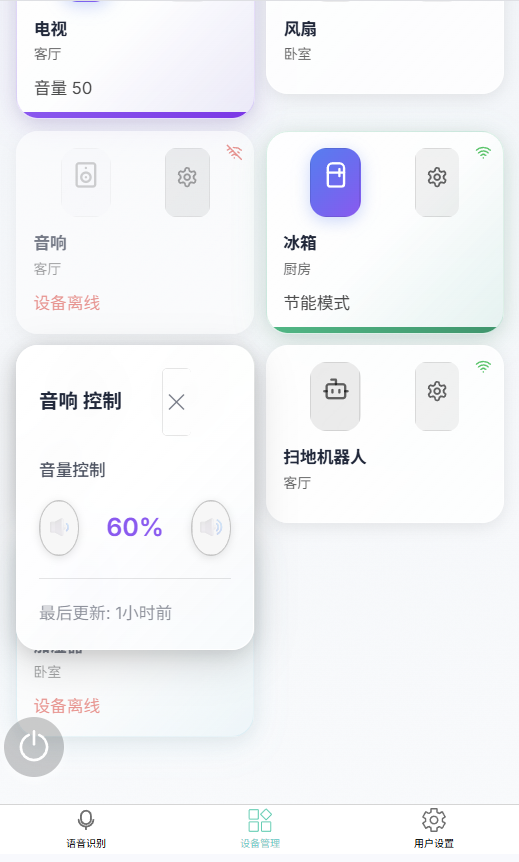 电视
客厅
音量 50
风扇
卧室
音响
客厅
设备离线
冰箱
厨房
节能模式
音响 控制
音量控制
60%
最后更新: 1小时前
扫地机器人
客厅
卧室
设备离线
语音识别
设备管理
用户设置